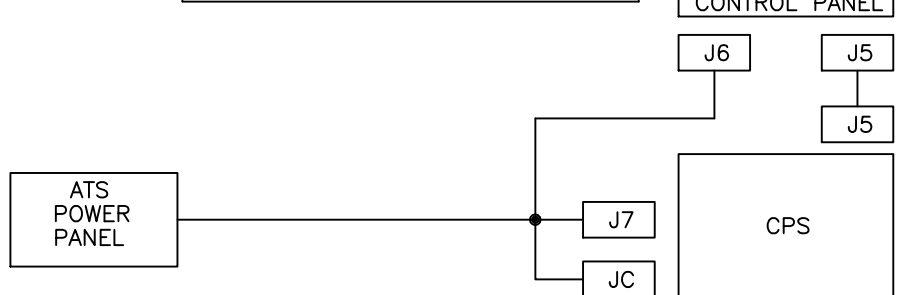 CONTROL PANEL
J6
J5
J5
ATS
POWER
PANEL
J7
CPS
JC